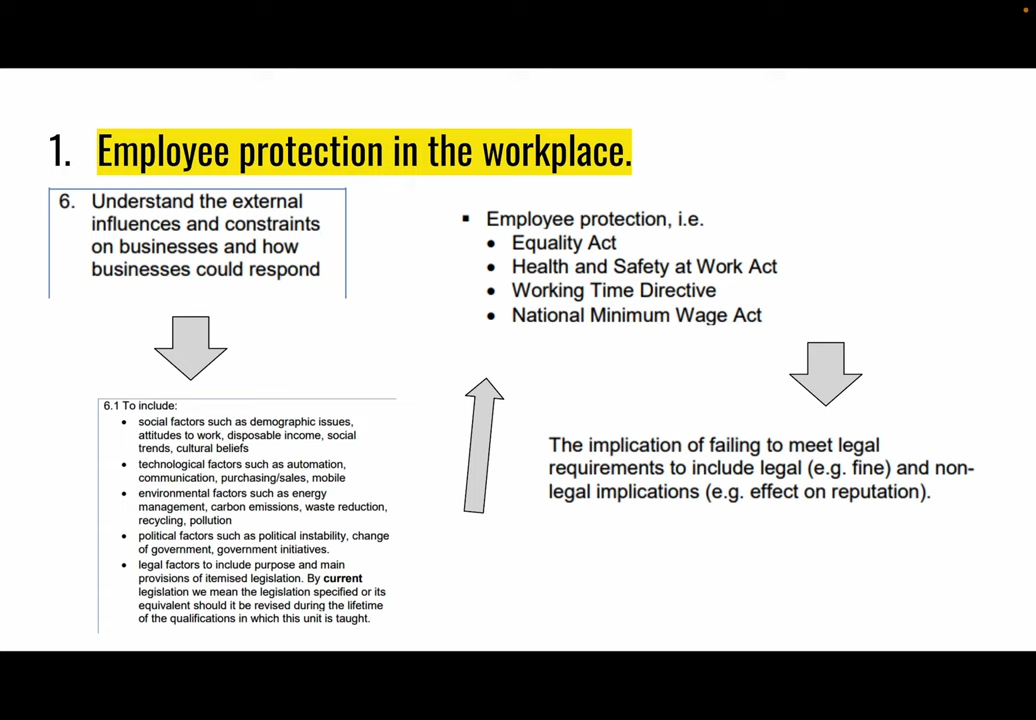 1. Employee protection in the workplace.
6. Understand the external
influences and constraints
on businesses and how
businesses could respond
6.1 To include:
• social factors such as demographic issues,
attitudes to work, disposable income, social
trends, cultural beliefs
• technological factors such as automation,
communication, purchasing/sales, mobile
• environmental factors such as energy
management, carbon emissions, waste reduction,
recycling, pollution
• political factors such as political instability, change
of government, government initiatives.
• legal factors to include purpose and main
provisions of itemised legislation. By current
legislation we mean the legislation specified or its
equivalent should it be revised during the lifetime
of the qualifications in which this unit is taught.
▪ Employee protection, i.e.
• Equality Act
• Health and Safety at Work Act
• Working Time Directive
• National Minimum Wage Act
The implication of failing to meet legal
requirements to include legal (e.g. fine) and non-
legal implications (e.g. effect on reputation).